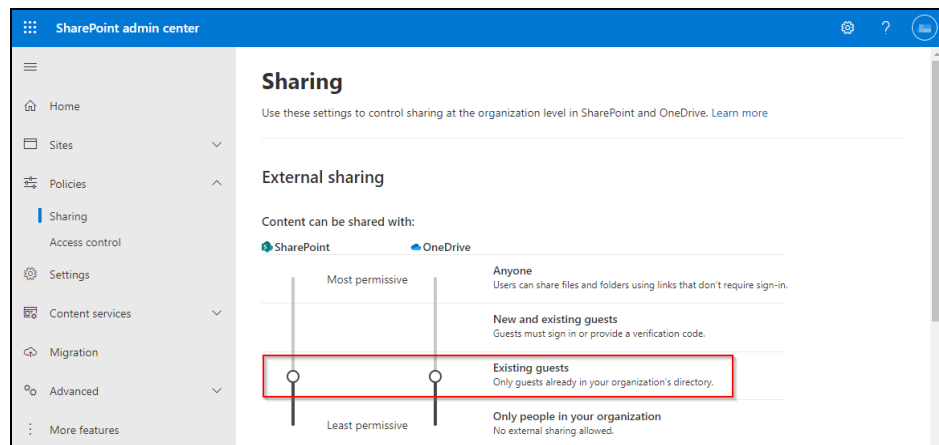 SharePoint admin center
?
Home
Sites
Policies
Sharing
Access control
Settings
Content services
Migration
Advanced
More features
Sharing
Use these settings to control sharing at the organization level in SharePoint and OneDrive. Learn more
External sharing
Content can be shared with:
SharePoint OneDrive
Most permissive
Anyone
Users can share files and folders using links that don't require sign-in.
New and existing guests
Guests must sign in or provide a verification code.
Existing guests
Only guests already in your organization's directory.
Least permissive
Only people in your organization
No external sharing allowed.